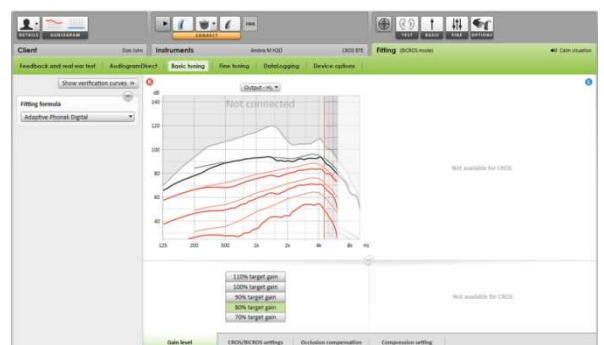 DETAILS AUDIOGRAM CONNECT TEST BASIC FINE OPTIONS
Client Doe John Instruments Ambra M H2O CROS BTE Fitting (BiCROS mode) Calm situation
Feedback and real ear test AudiogramDirect Basic tuning Fine tuning DataLogging Device options
Show verification curves »
Fitting formula
Adaptive Phonak Digital
Output - HL
dB
140
Not connected
120
100
80
60
40
125 250 500 1k 2k 4k 8k Hz
Not available for CROS
110% target gain
100% target gain
90% target gain
80% target gain
70% target gain
Not available for CROS
Gain level CROS/BiCROS settings Occlusion compensation Compression setting